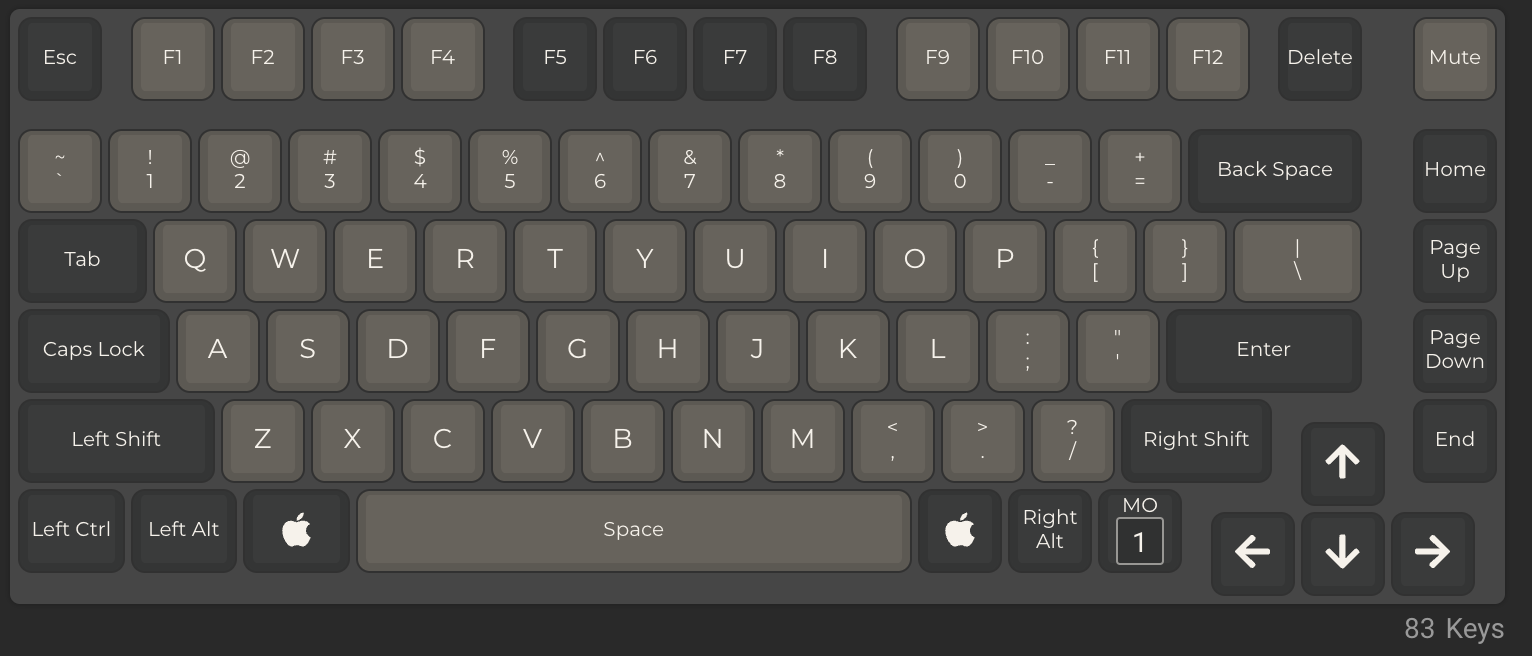 Esc F1 F2 F3 F4 F5 F6 F7 F8 F9 F10 F11 F12 Delete Mute
~ ! @ # $ % ^ & * ( ) _ +
` 1 2 3 4 5 6 7 8 9 0 - = Back Space Home
Tab Q W E R T Y U I O P { } | Page
[ ] \ Up
Caps Lock A S D F G H J K L : " Enter Page
; ' Down
Left Shift Z X C V B N M < > ? Right Shift ↑ End
, . /
Left Ctrl Left Alt Space Right MO
Alt 1 ← ↓ →
83 Keys